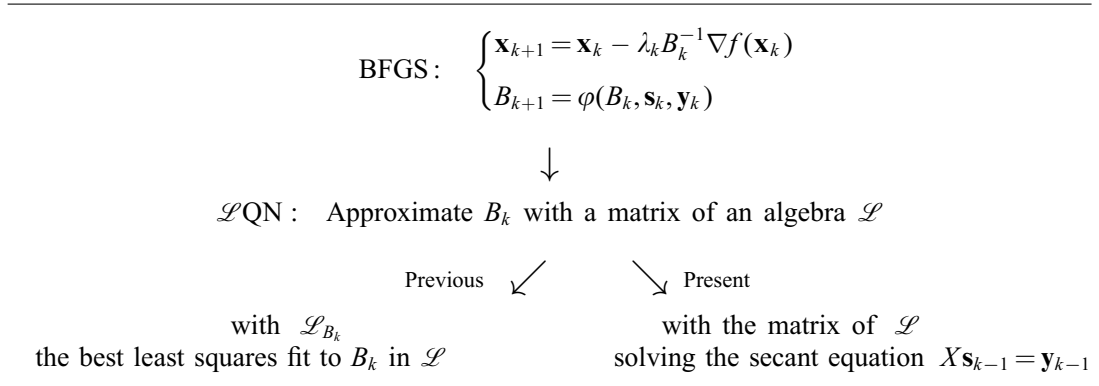 BFGS : { x_{k+1} = x_k − λ_k B_k^{−1} ∇f(x_k)
B_{k+1} = φ(B_k, s_k, y_k)
↓
ℒQN : Approximate B_k with a matrix of an algebra ℒ
Previous ↙ ↘ Present
with ℒ_{B_k}
the best least squares fit to B_k in ℒ
with the matrix of ℒ
solving the secant equation Xs_{k−1} = y_{k−1}